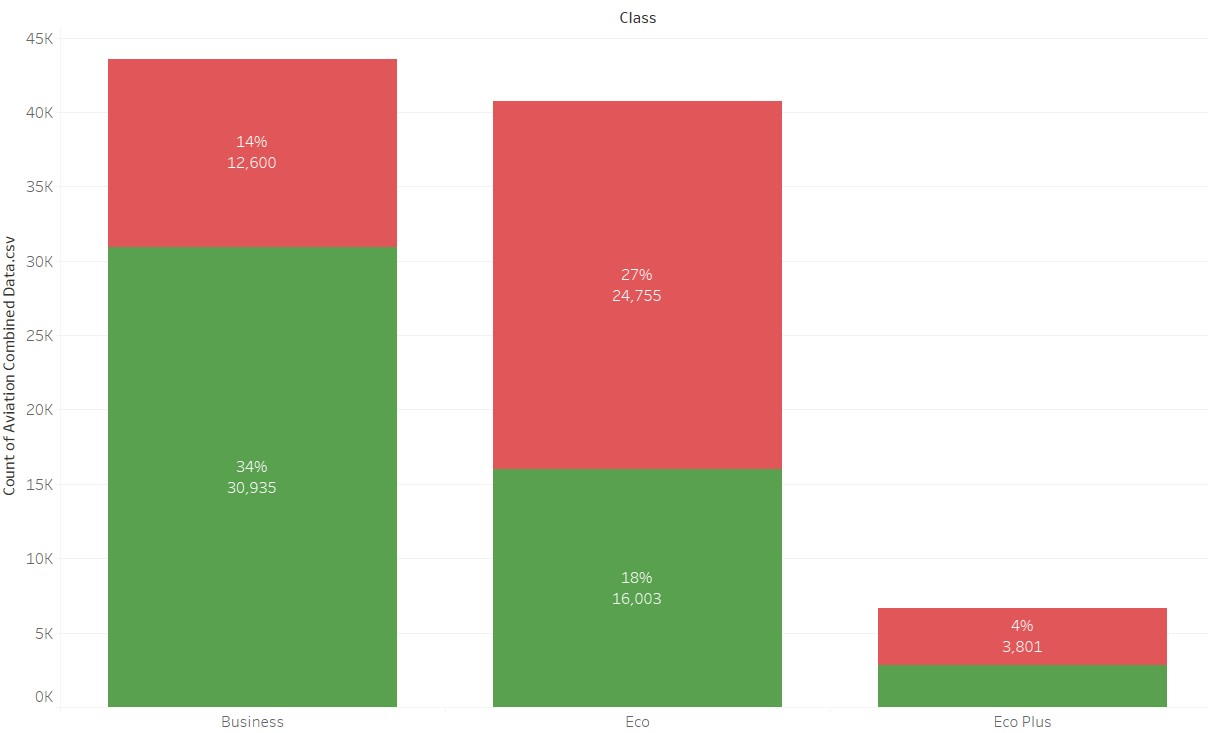 Class
45K
40K
35K
30K
25K
20K
15K
10K
5K
0K
Count of Aviation Combined Data.csv
14%
12,600
34%
30,935
27%
24,755
18%
16,003
4%
3,801
Business
Eco
Eco Plus